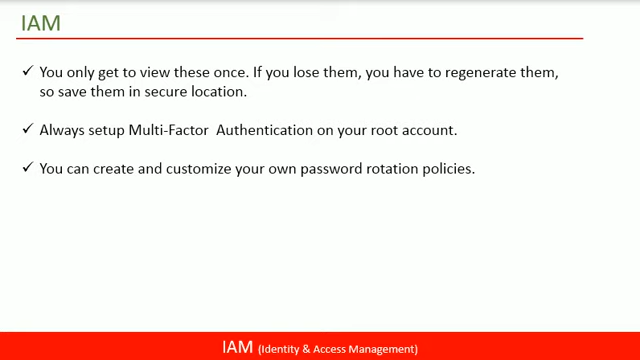 IAM
✓ You only get to view these once. If you lose them, you have to regenerate them,
so save them in secure location.
✓ Always setup Multi-Factor Authentication on your root account.
✓ You can create and customize your own password rotation policies.
IAM (Identity & Access Management)